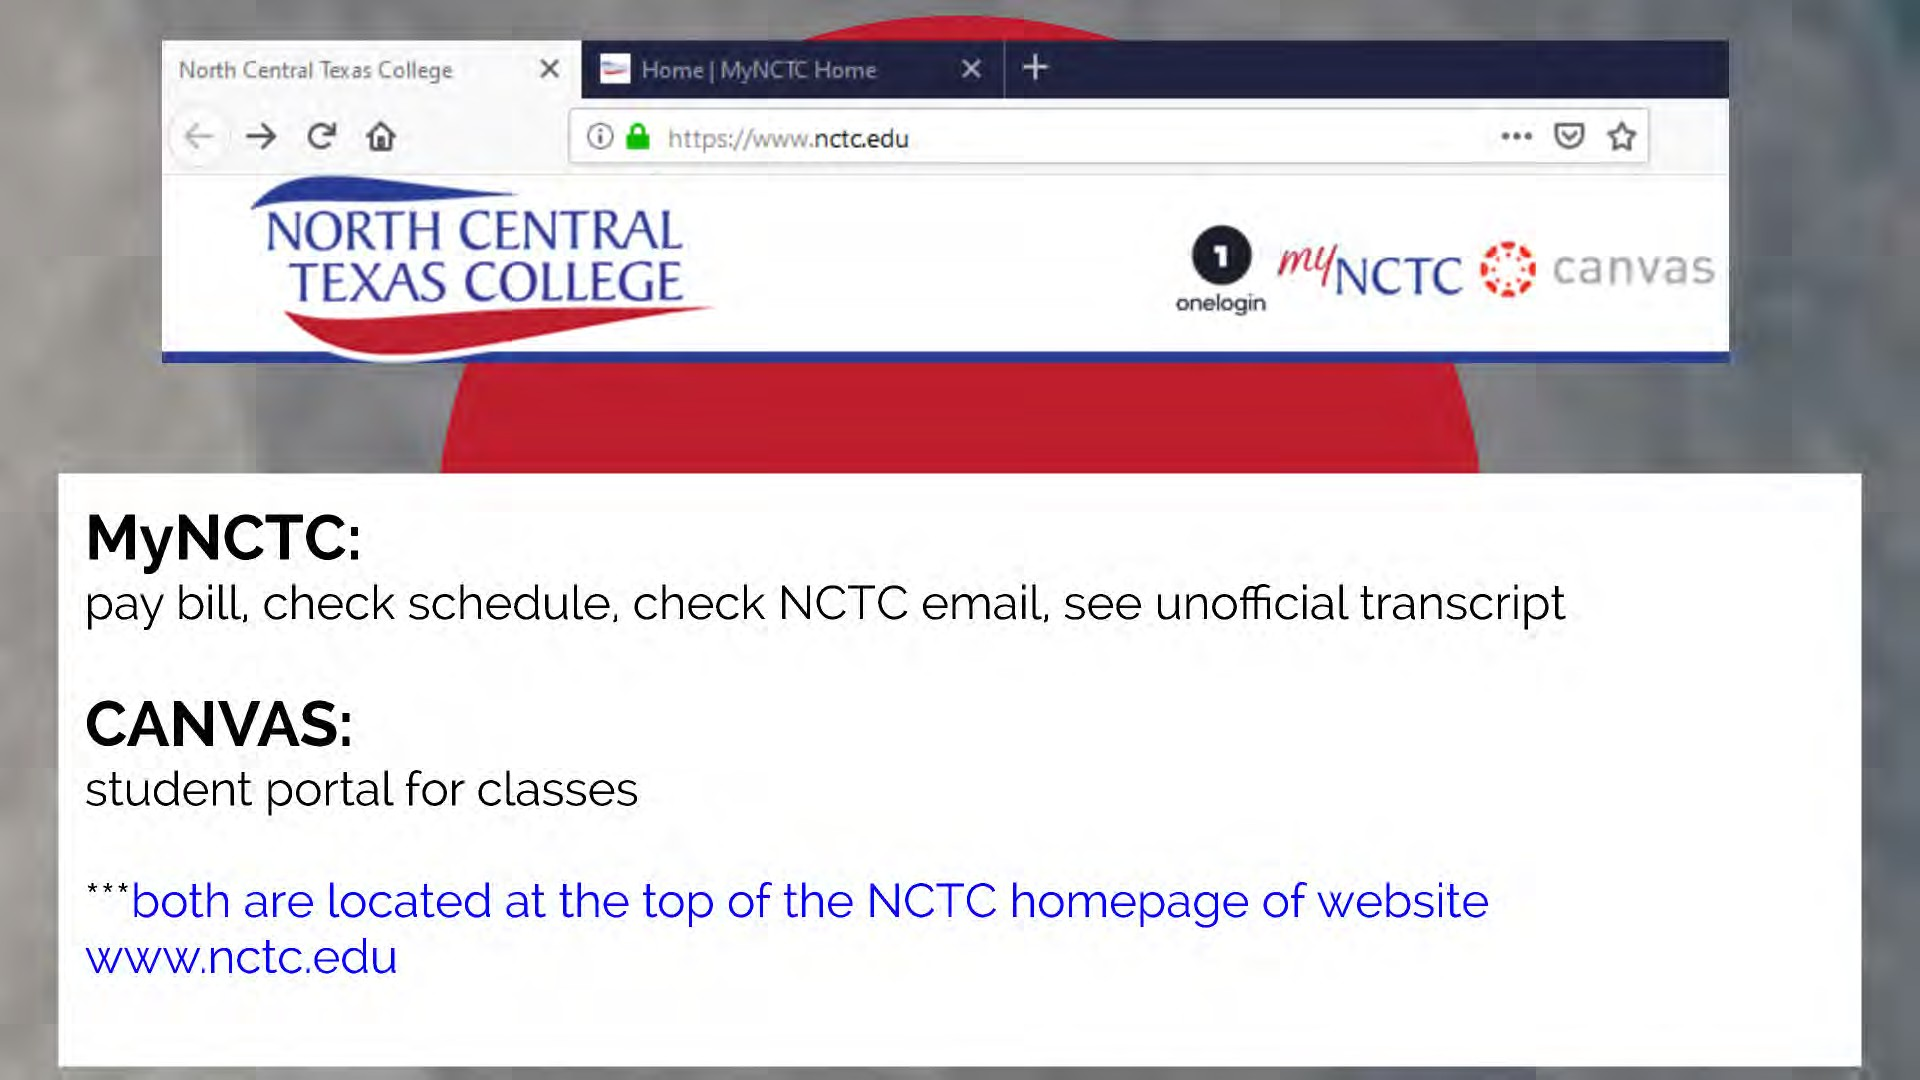 North Central Texas College
Home | MyNCTC Home
https://www.nctc.edu
NORTH CENTRAL
TEXAS COLLEGE
1
onelogin
myNCTC
canvas
MyNCTC:
pay bill, check schedule, check NCTC email, see unofficial transcript
CANVAS:
student portal for classes
***both are located at the top of the NCTC homepage of website
www.nctc.edu